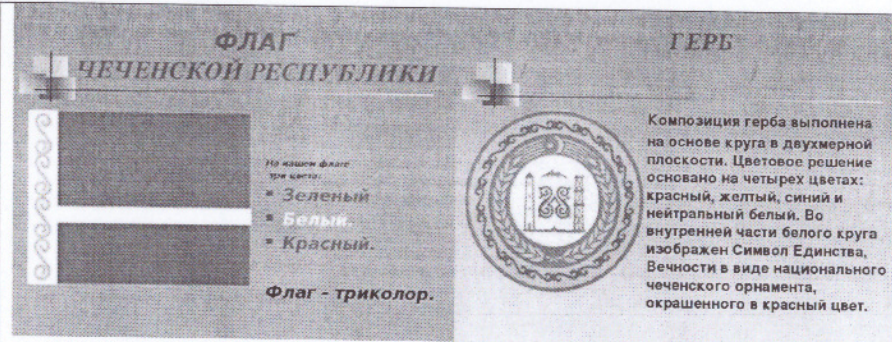 ФЛАГ
ЧЕЧЕНСКОЙ РЕСПУБЛИКИ
На нашем флаге
три цвета:
Зеленый
Белый.
Красный.
Флаг - триколор.
ГЕРБ
Композиция герба выполнена
на основе круга в двухмерной
плоскости. Цветовое решение
основано на четырех цветах:
красный, желтый, синий и
нейтральный белый. Во
внутренней части белого круга
изображен Символ Единства,
Вечности в виде национального
чеченского орнамента,
окрашенного в красный цвет.